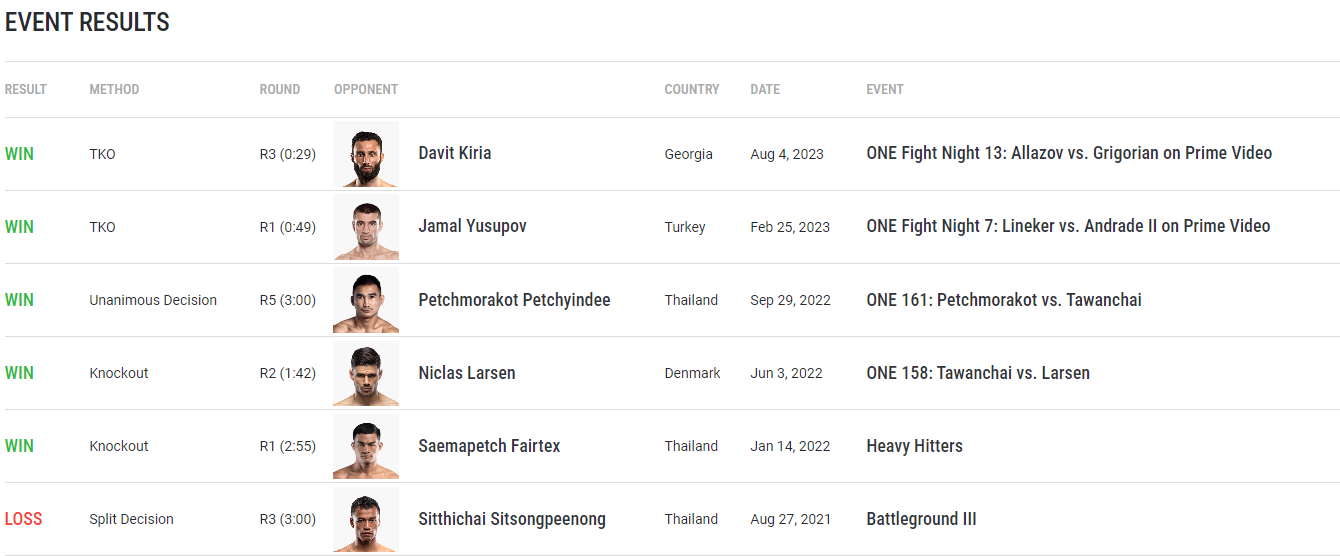 EVENT RESULTS
RESULT METHOD ROUND OPPONENT COUNTRY DATE EVENT
WIN TKO R3 (0:29) Davit Kiria Georgia Aug 4, 2023 ONE Fight Night 13: Allazov vs. Grigorian on Prime Video
WIN TKO R1 (0:49) Jamal Yusupov Turkey Feb 25, 2023 ONE Fight Night 7: Lineker vs. Andrade II on Prime Video
WIN Unanimous Decision R5 (3:00) Petchmorakot Petchyindee Thailand Sep 29, 2022 ONE 161: Petchmorakot vs. Tawanchai
WIN Knockout R2 (1:42) Niclas Larsen Denmark Jun 3, 2022 ONE 158: Tawanchai vs. Larsen
WIN Knockout R1 (2:55) Saemapetch Fairtex Thailand Jan 14, 2022 Heavy Hitters
LOSS Split Decision R3 (3:00) Sitthichai Sitsongpeenong Thailand Aug 27, 2021 Battleground III